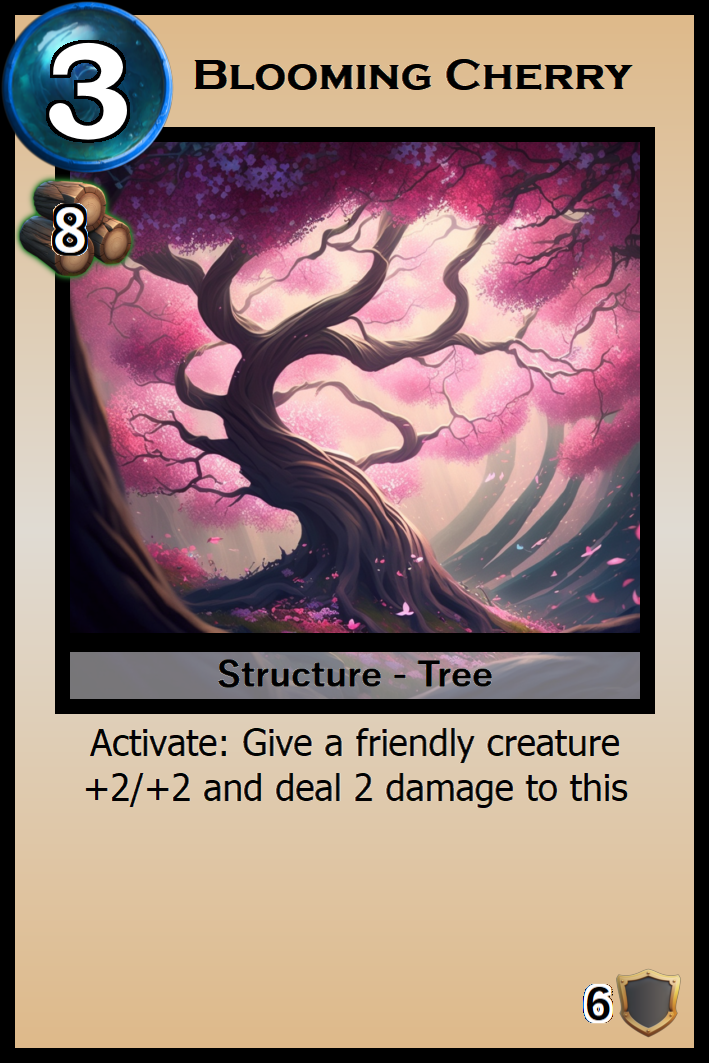 3
Blooming Cherry
8
Structure - Tree
Activate: Give a friendly creature
+2/+2 and deal 2 damage to this
6